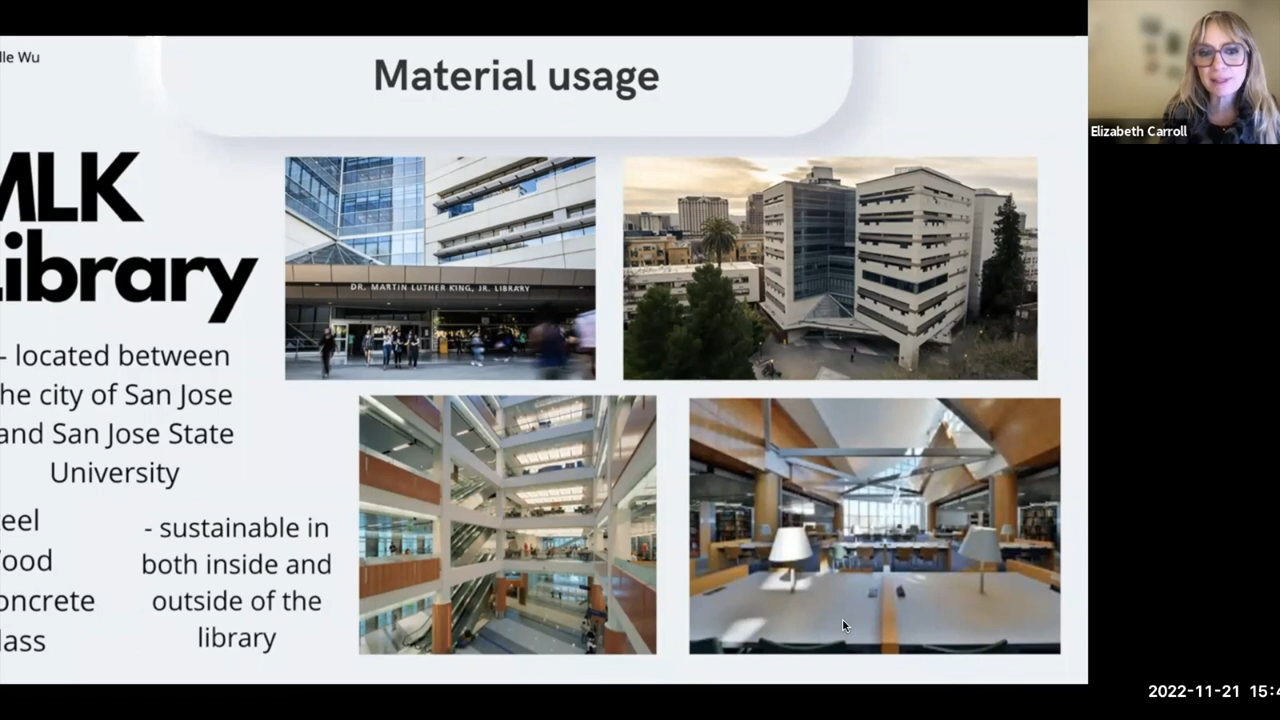 lle Wu
Material usage
MLK
Library
- located between
he city of San Jose
and San Jose State
University
eel
ood
oncrete
lass
- sustainable in
both inside and
outside of the
library
DR. MARTIN LUTHER KING, JR. LIBRARY
Elizabeth Carroll
2022-11-21 15:4